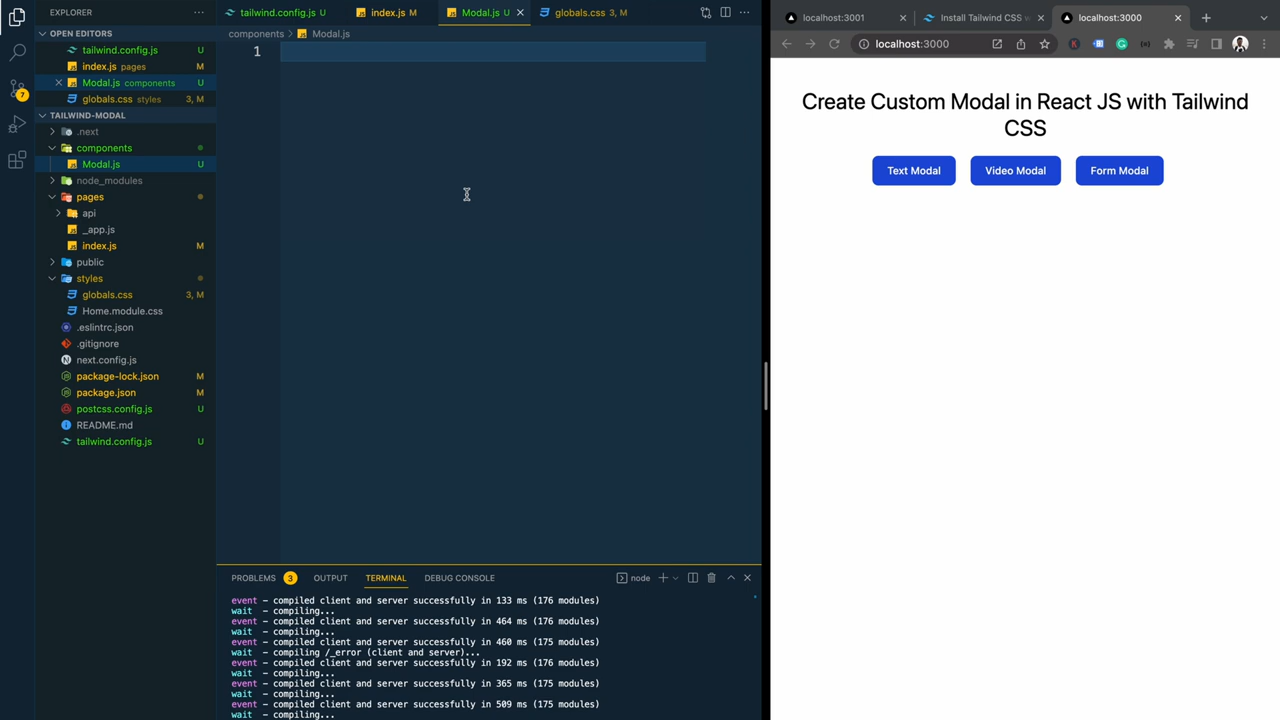 EXPLORER
OPEN EDITORS
tailwind.config.js U
index.js pages M
Modal.js components U
globals.css styles 3, M
TAILWIND-MODAL
.next
components
Modal.js U
node_modules
pages
api
_app.js
index.js M
public
styles
globals.css 3, M
Home.module.css
.eslintrc.json
.gitignore
next.config.js
package-lock.json M
package.json M
postcss.config.js U
README.md
tailwind.config.js U
7
tailwind.config.js U index.js M Modal.js U globals.css 3, M
components Modal.js
1
PROBLEMS 3 OUTPUT TERMINAL DEBUG CONSOLE node
event - compiled client and server successfully in 133 ms (176 modules)
wait - compiling...
event - compiled client and server successfully in 464 ms (176 modules)
wait - compiling...
event - compiled client and server successfully in 460 ms (175 modules)
wait - compiling /_error (client and server)...
event - compiled client and server successfully in 192 ms (176 modules)
wait - compiling...
event - compiled client and server successfully in 365 ms (175 modules)
wait - compiling...
event - compiled client and server successfully in 509 ms (175 modules)
wait - compiling...
localhost:3001 Install Tailwind CSS w localhost:3000
localhost:3000
Create Custom Modal in React JS with Tailwind
CSS
Text Modal Video Modal Form Modal